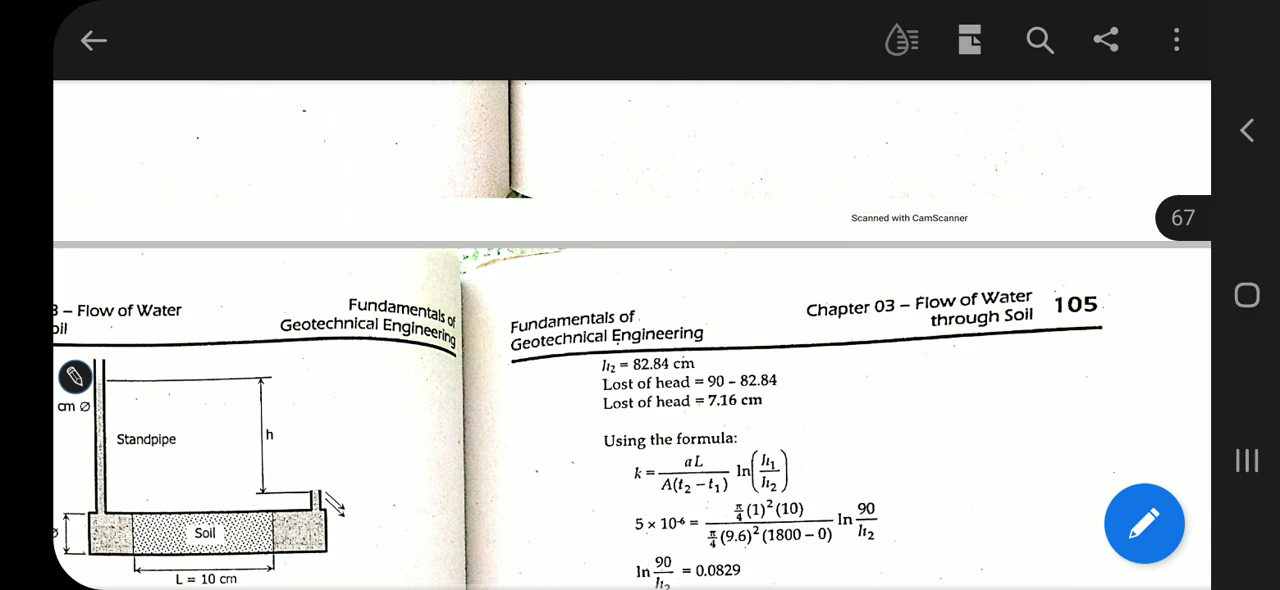 Scanned with CamScanner
67
3 – Flow of Water
oil
Fundamentals of
Geotechnical Engineering
cm Ø
Standpipe
h
Soil
L = 10 cm
Fundamentals of
Geotechnical Engineering
Chapter 03 – Flow of Water
through Soil
105
h₂ = 82.84 cm
Lost of head = 90 – 82.84
Lost of head = 7.16 cm
Using the formula:
k = aL / A(t₂ – t₁) ln(h₁/h₂)
5 × 10⁻⁶ = π/4 (1)² (10) / π/4 (9.6)² (1800 – 0) ln 90/h₂
ln 90/h₂ = 0.0829